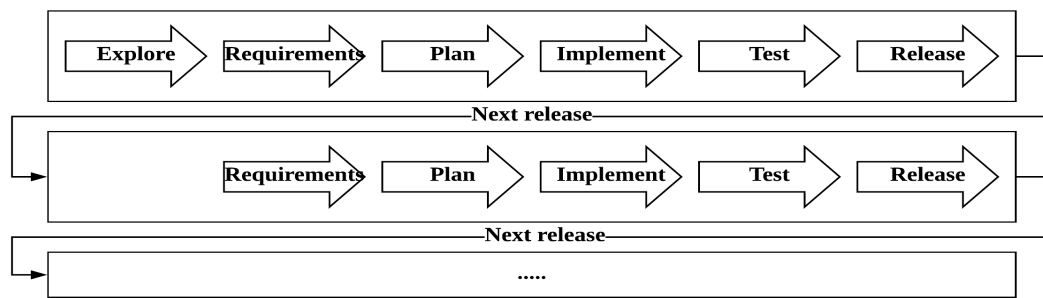 Explore Requirements Plan Implement Test Release
Next release
Requirements Plan Implement Test Release
Next release
.....